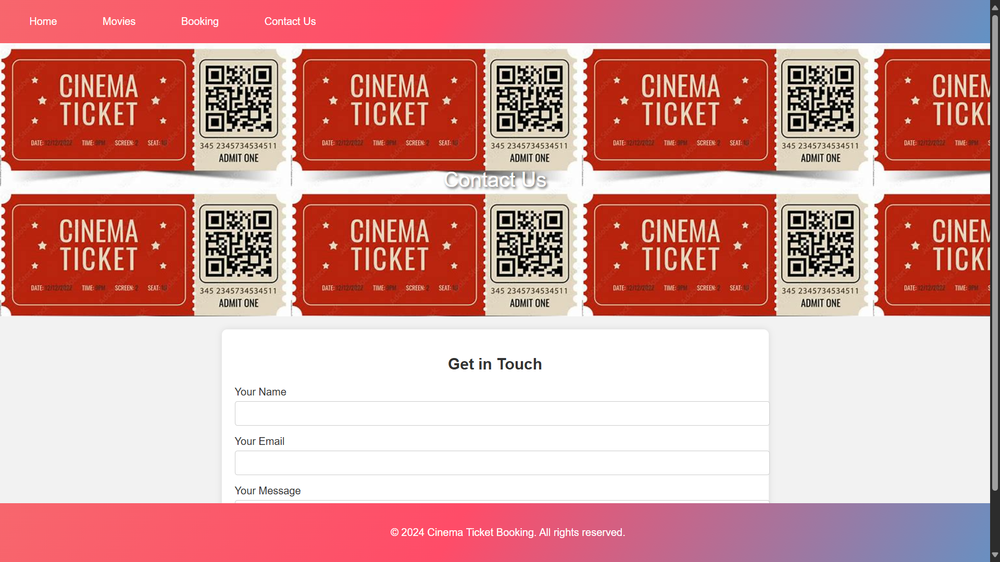 Home Movies Booking Contact Us
CINEMA TICKET
DATE: 12/12/2022 TIME: 9PM SCREEN: 2 SEAT: 10
345 2345734534511
ADMIT ONE
CINEMA TICKET
DATE: 12/12/2022 TIME: 9PM SCREEN: 2 SEAT: 10
345 2345734534511
ADMIT ONE
CINEMA TICKET
DATE: 12/12/2022 TIME: 9PM SCREEN: 2 SEAT: 10
345 2345734534511
ADMIT ONE
DATE: 12/12/2022 TIME: 9PM
Contact Us
CINEMA TICKET
DATE: 12/12/2022 TIME: 9PM SCREEN: 2 SEAT: 10
345 2345734534511
ADMIT ONE
CINEMA TICKET
DATE: 12/12/2022 TIME: 9PM SCREEN: 2 SEAT: 10
345 2345734534511
ADMIT ONE
CINEMA TICKET
DATE: 12/12/2022 TIME: 9PM SCREEN: 2 SEAT: 10
345 2345734534511
ADMIT ONE
DATE: 12/12/2022 TIME: 9PM
Get in Touch
Your Name
Your Email
Your Message
© 2024 Cinema Ticket Booking. All rights reserved.